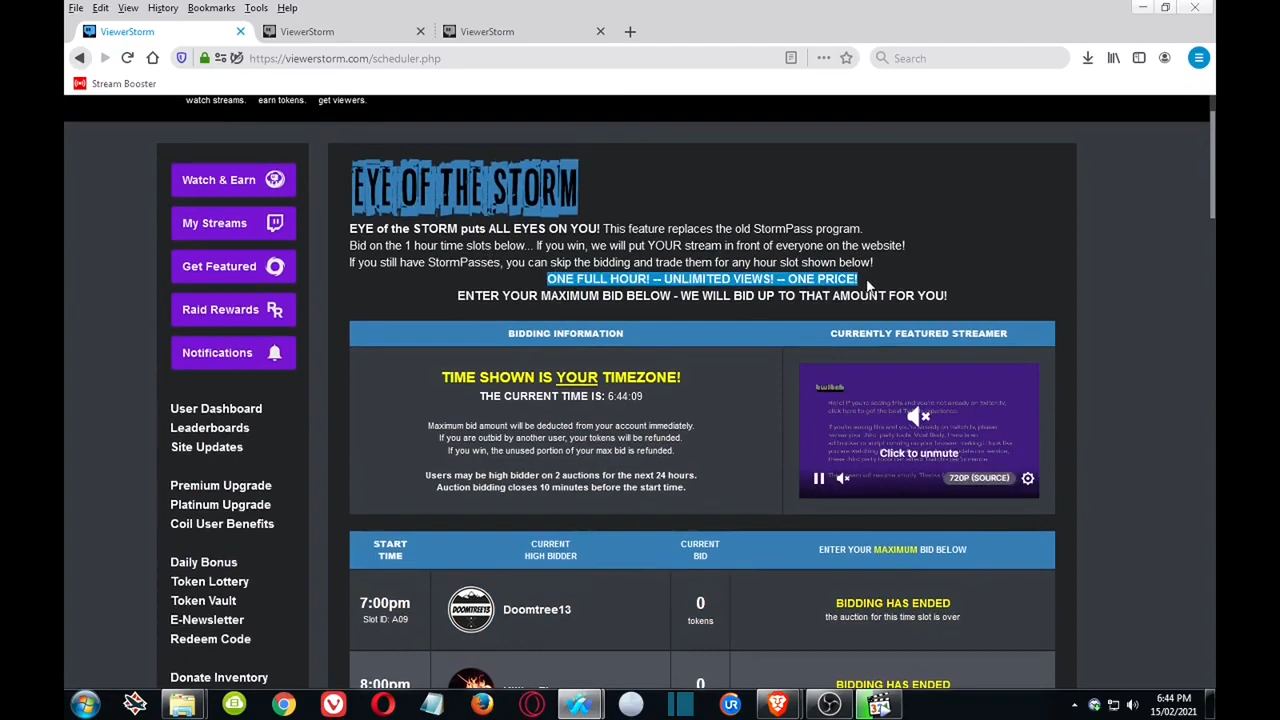 File Edit View History Bookmarks Tools Help
ViewerStorm
ViewerStorm
ViewerStorm
https://viewerstorm.com/scheduler.php
Search
Stream Booster
watch streams. earn tokens. get viewers.
Watch & Earn
My Streams
Get Featured
Raid Rewards
Notifications
User Dashboard
Leaderboards
Site Updates
Premium Upgrade
Platinum Upgrade
Coil User Benefits
Daily Bonus
Token Lottery
Token Vault
E-Newsletter
Redeem Code
Donate Inventory
EYE OF THE STORM
EYE of the STORM puts ALL EYES ON YOU! This feature replaces the old StormPass program.
Bid on the 1 hour time slots below... If you win, we will put YOUR stream in front of everyone on the website!
If you still have StormPasses, you can skip the bidding and trade them for any hour slot shown below!
ONE FULL HOUR! -- UNLIMITED VIEWS! -- ONE PRICE!
ENTER YOUR MAXIMUM BID BELOW - WE WILL BID UP TO THAT AMOUNT FOR YOU!
BIDDING INFORMATION
TIME SHOWN IS YOUR TIMEZONE!
THE CURRENT TIME IS: 6:44:09
Maximum bid amount will be deducted from your account immediately.
If you are outbid by another user, your tokens will be refunded.
If you win, the unused portion of your max bid is refunded.
Users may be high bidder on 2 auctions for the next 24 hours.
Auction bidding closes 10 minutes before the start time.
CURRENTLY FEATURED STREAMER
Click to unmute
720P (SOURCE)
START TIME
CURRENT HIGH BIDDER
CURRENT BID
ENTER YOUR MAXIMUM BID BELOW
7:00pm
Slot ID: A09
DOOMTREE13
Doomtree13
0
tokens
BIDDING HAS ENDED
the auction for this time slot is over
8:00pm
0
BIDDING HAS ENDED
6:44 PM
15/02/2021